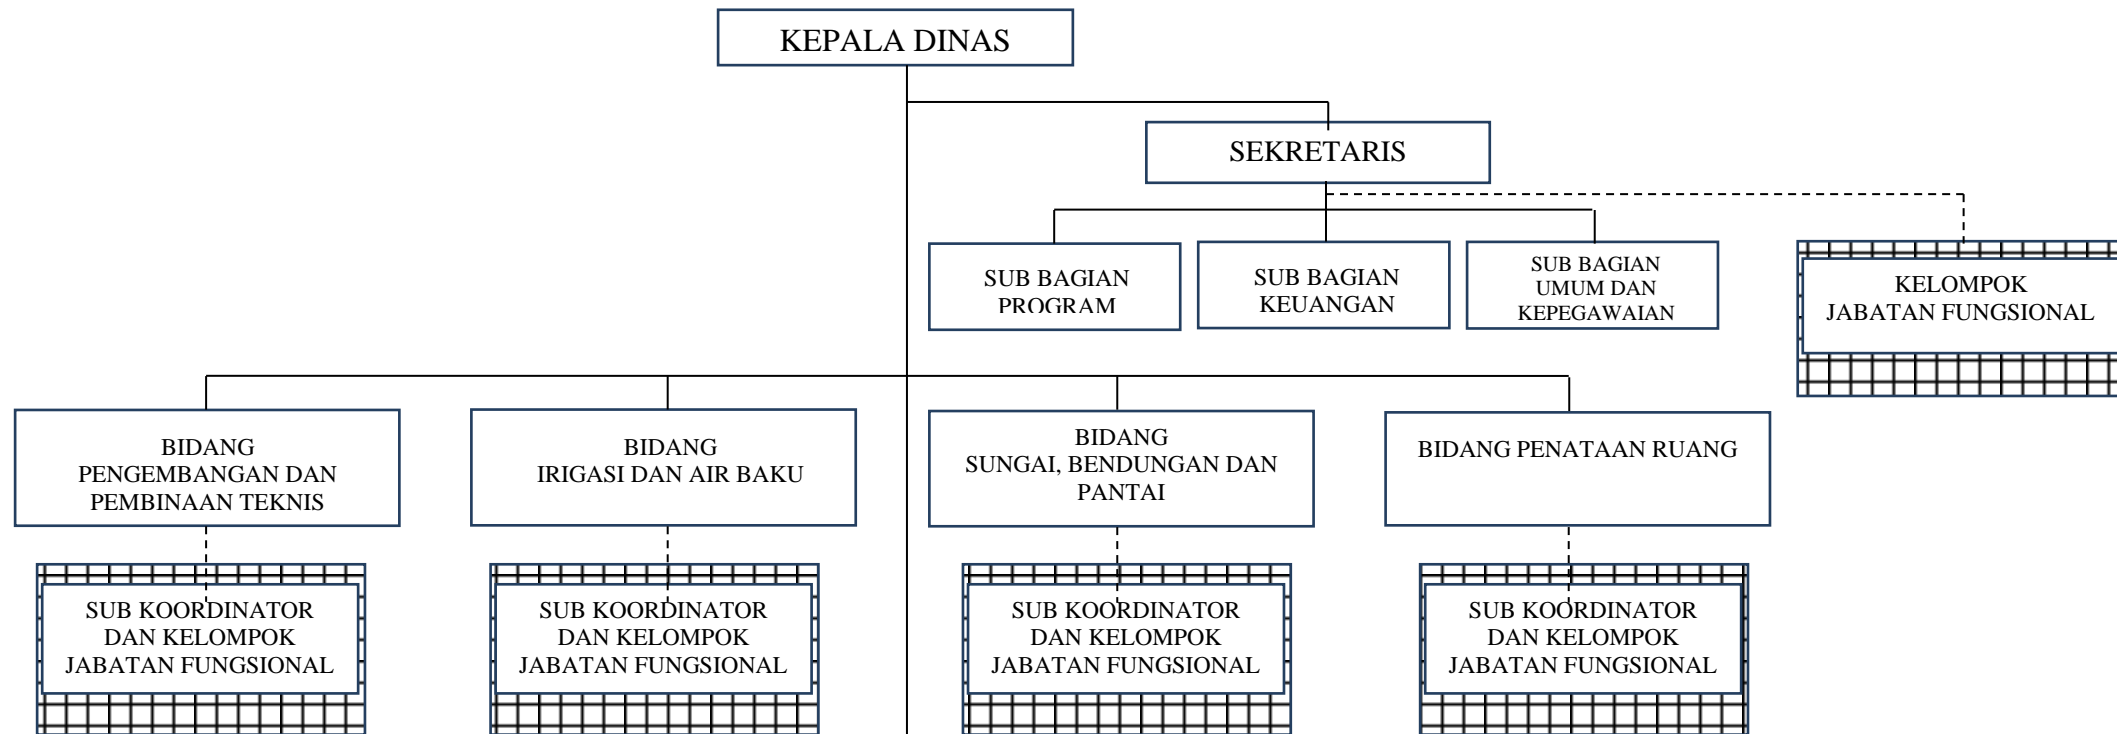 KEPALA DINAS
SEKRETARIS
SUB BAGIAN
PROGRAM
SUB BAGIAN
KEUANGAN
SUB BAGIAN
UMUM DAN
KEPEGAWAIAN
KELOMPOK
JABATAN FUNGSIONAL
BIDANG
PENGEMBANGAN DAN
PEMBINAAN TEKNIS
BIDANG
IRIGASI DAN AIR BAKU
BIDANG
SUNGAI, BENDUNGAN DAN
PANTAI
BIDANG PENATAAN RUANG
SUB KOORDINATOR
DAN KELOMPOK
JABATAN FUNGSIONAL
SUB KOORDINATOR
DAN KELOMPOK
JABATAN FUNGSIONAL
SUB KOORDINATOR
DAN KELOMPOK
JABATAN FUNGSIONAL
SUB KOORDINATOR
DAN KELOMPOK
JABATAN FUNGSIONAL